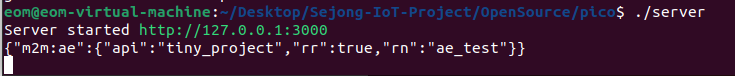 eom@eom-virtual-machine:~/Desktop/Sejong-IoT-Project/OpenSource/pico$ ./server
Server started http://127.0.0.1:3000
{"m2m:ae":{"api":"tiny_project","rr":true,"rn":"ae_test"}}